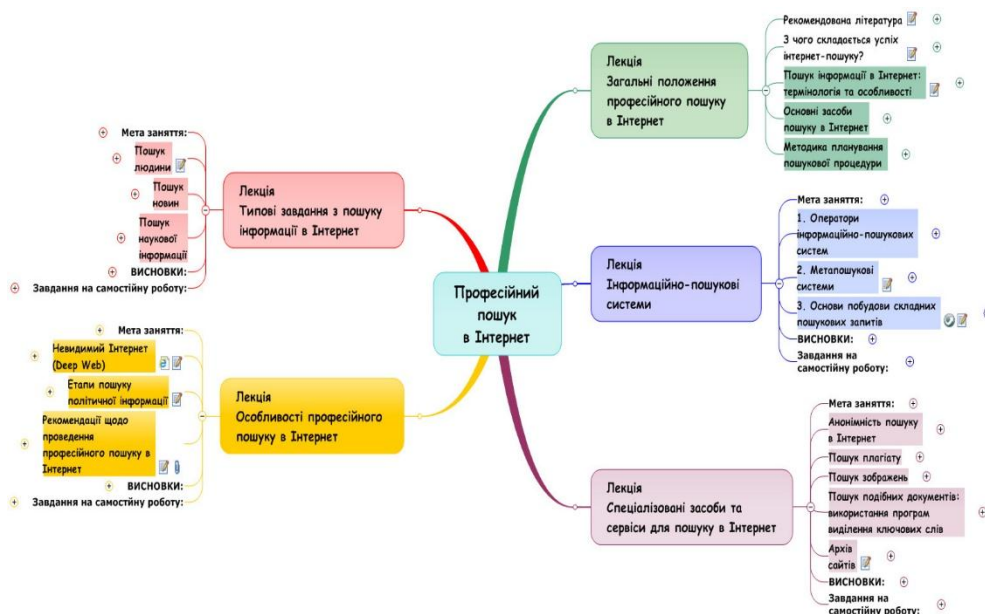 Професійний
пошук
в Інтернет
Лекція
Загальні положення
професійного пошуку
в Інтернет
Рекомендована література
З чого складається успіх
інтернет-пошуку?
Пошук інформації в Інтернет:
термінологія та особливості
Основні засоби
пошуку в Інтернет
Методика планування
пошукової процедури
Лекція
Інформаційно-пошукові
системи
Мета заняття:
1. Оператори
інформаційно-пошукових
систем
2. Метапошукові
системи
3. Основи побудови складних
пошукових запитів
ВИСНОВКИ:
Завдання на
самостійну роботу:
Лекція
Спеціалізовані засоби та
сервіси для пошуку в Інтернет
Мета заняття:
Анонімність пошуку
в Інтернет
Пошук плагіату
Пошук зображень
Пошук подібних документів:
використання програм
виділення ключових слів
Архів
сайтів
ВИСНОВКИ:
Завдання на
самостійну роботу:
Лекція
Особливості професійного
пошуку в Інтернет
Мета заняття:
Невидимий Інтернет
(Deep Web)
Етапи пошуку
політичної інформації
Рекомендації щодо
проведення
професійного пошуку в
Інтернет
ВИСНОВКИ:
Завдання на самостійну роботу:
Лекція
Типові завдання з пошуку
інформації в Інтернет
Мета заняття:
Пошук
людини
Пошук
новин
Пошук
наукової
інформації
ВИСНОВКИ:
Завдання на самостійну роботу: